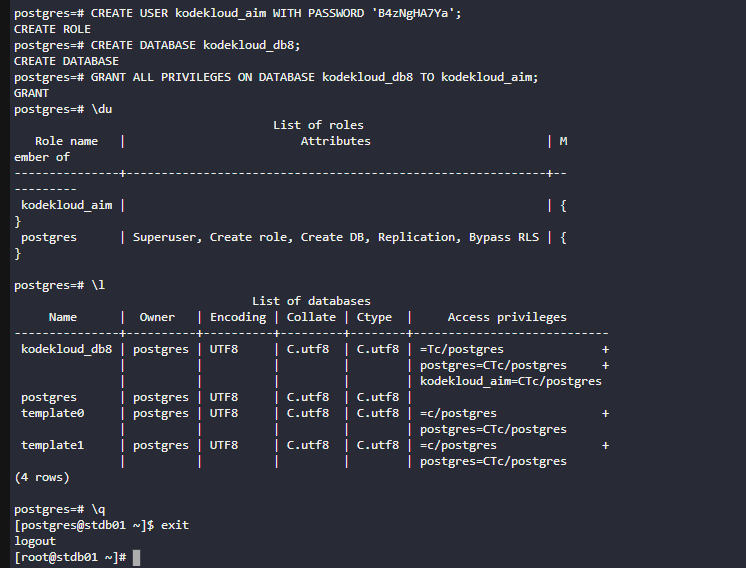 postgres=# CREATE USER kodekloud_aim WITH PASSWORD 'B4zNgHA7Ya';
CREATE ROLE
postgres=# CREATE DATABASE kodekloud_db8;
CREATE DATABASE
postgres=# GRANT ALL PRIVILEGES ON DATABASE kodekloud_db8 TO kodekloud_aim;
GRANT
postgres=# \du
                                     List of roles
   Role name   |                         Attributes                         | M
ember of
---------------+------------------------------------------------------------+--
---------
 kodekloud_aim |                                                            | {
}
 postgres      | Superuser, Create role, Create DB, Replication, Bypass RLS | {
}

postgres=# \l
                                  List of databases
     Name      |  Owner   | Encoding | Collate | Ctype  |     Access privileges
---------------+----------+----------+---------+--------+----------------------------
 kodekloud_db8 | postgres | UTF8     | C.utf8  | C.utf8 | =Tc/postgres              +
               |          |          |         |        | postgres=CTc/postgres     +
               |          |          |         |        | kodekloud_aim=CTc/postgres
 postgres      | postgres | UTF8     | C.utf8  | C.utf8 |
 template0     | postgres | UTF8     | C.utf8  | C.utf8 | =c/postgres               +
               |          |          |         |        | postgres=CTc/postgres
 template1     | postgres | UTF8     | C.utf8  | C.utf8 | =c/postgres               +
               |          |          |         |        | postgres=CTc/postgres
(4 rows)

postgres=# \q
[postgres@stdb01 ~]$ exit
logout
[root@stdb01 ~]#